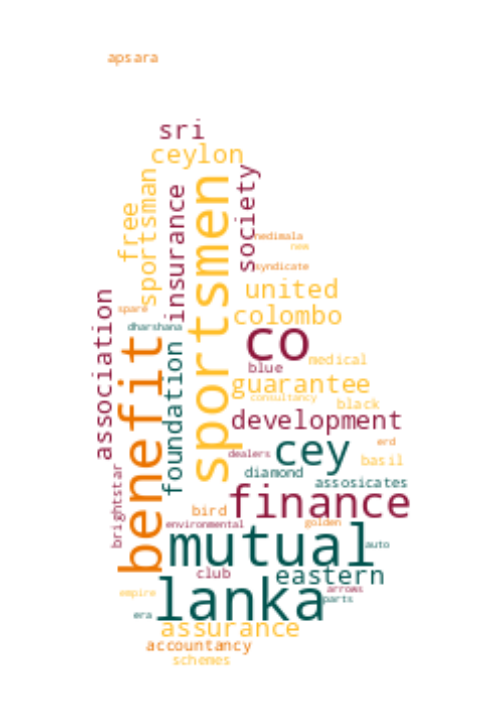 apsara
sri
ceylon
society
sportsmen
insurance
sportsman
free
nedimala
new
syndicate
united
association
spare
colombo
dharshana
co
benefit
foundation
blue
medical
guarantee
consultancy
black
development
cey
erd
dealers
basil
diamond
assosicates
brightstar
finance
bird
environmental
golden
mutual
auto
club
eastern
lanka
arrows
empire
parts
era
assurance
accountancy
schemes